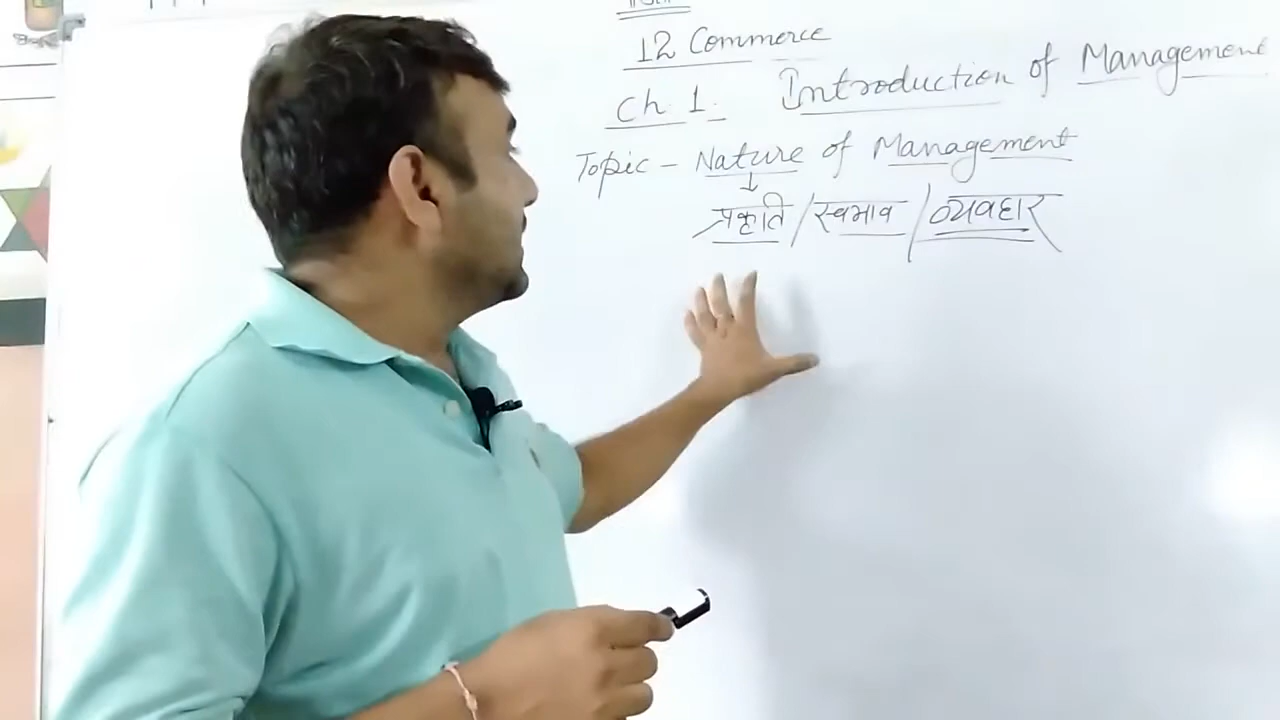 12 Commerce
Ch 1. Introduction of Management
Topic - Nature of Management
↓
प्रकृति / स्वभाव / व्यवहार